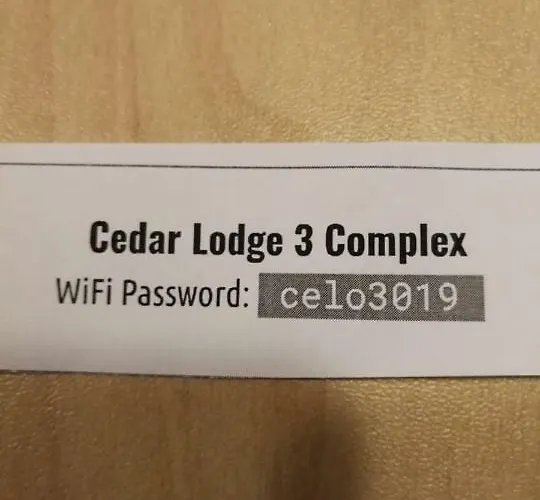 Cedar Lodge 3 Complex
WiFi Password: celo3019